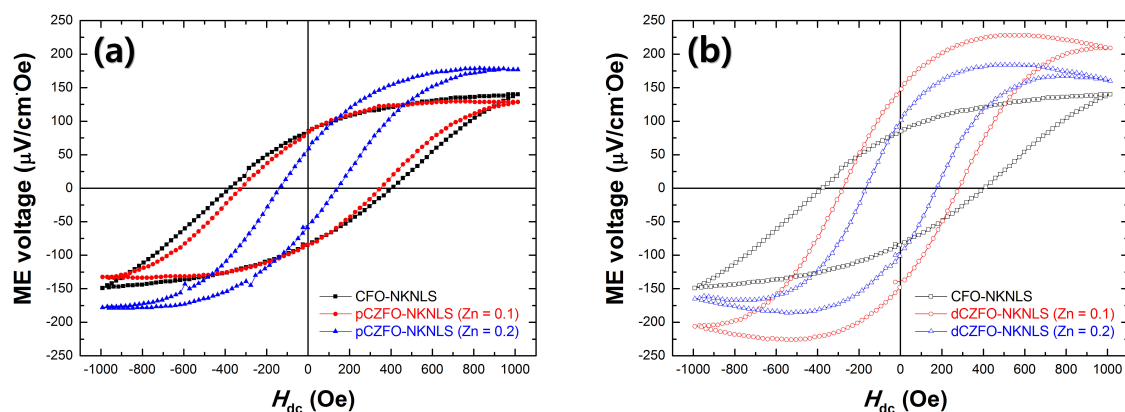 (a)
ME voltage (μV/cm·Oe)
250
200
150
100
50
0
-50
-100
-150
-200
-250
CFO-NKNLS
pCZFO-NKNLS (Zn = 0.1)
pCZFO-NKNLS (Zn = 0.2)
-1000 -800 -600 -400 -200 0 200 400 600 800 1000
Hdc (Oe)
(b)
ME voltage (μV/cm·Oe)
250
200
150
100
50
0
-50
-100
-150
-200
-250
CFO-NKNLS
dCZFO-NKNLS (Zn = 0.1)
dCZFO-NKNLS (Zn = 0.2)
-1000 -800 -600 -400 -200 0 200 400 600 800 1000
Hdc (Oe)